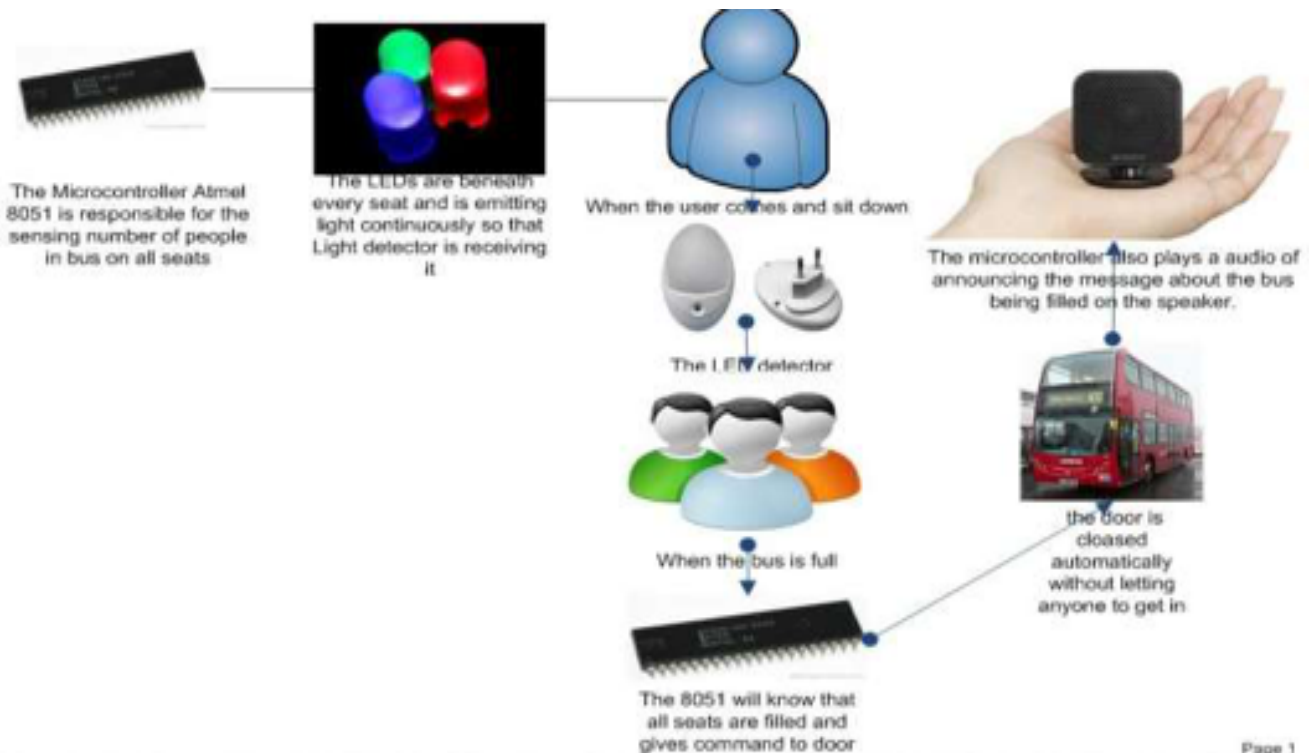 The Microcontroller Atmel
8051 is responsible for the
sensing number of people
in bus on all seats
The LEDs are beneath
every seat and is emitting
light continuously so that
Light detector is receiving
it
When the user comes and sit down
The LED detector
When the bus is full
The 8051 will know that
all seats are filled and
gives command to door
the door is
cloased
automatically
without letting
anyone to get in
The microcontroller also plays a audio of
announcing the message about the bus
being filled on the speaker.
Page 1